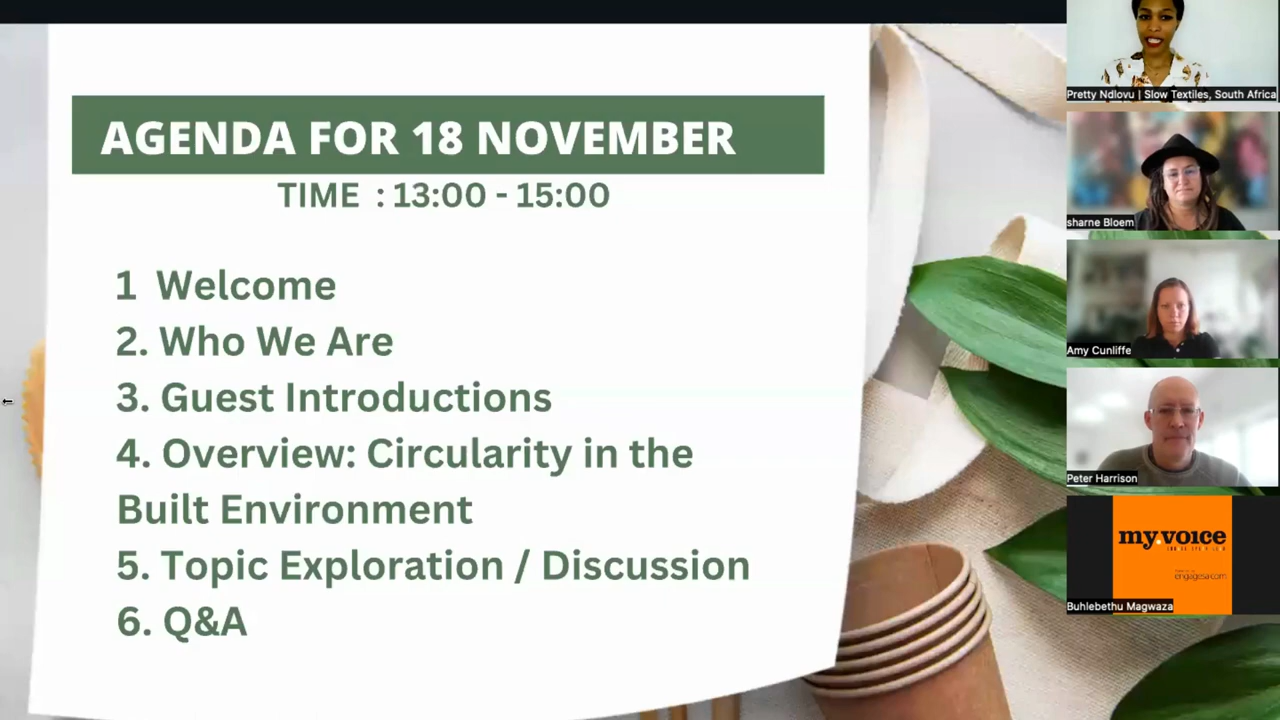 AGENDA FOR 18 NOVEMBER
TIME : 13:00 - 15:00
1 Welcome
2. Who We Are
3. Guest Introductions
4. Overview: Circularity in the
Built Environment
5. Topic Exploration / Discussion
6. Q&A
Pretty Ndlovu | Slow Textiles, South Africa
sharne Bloem
Amy Cunliffe
Peter Harrison
my.voice
engagesa.com
Buhlebethu Magwaza